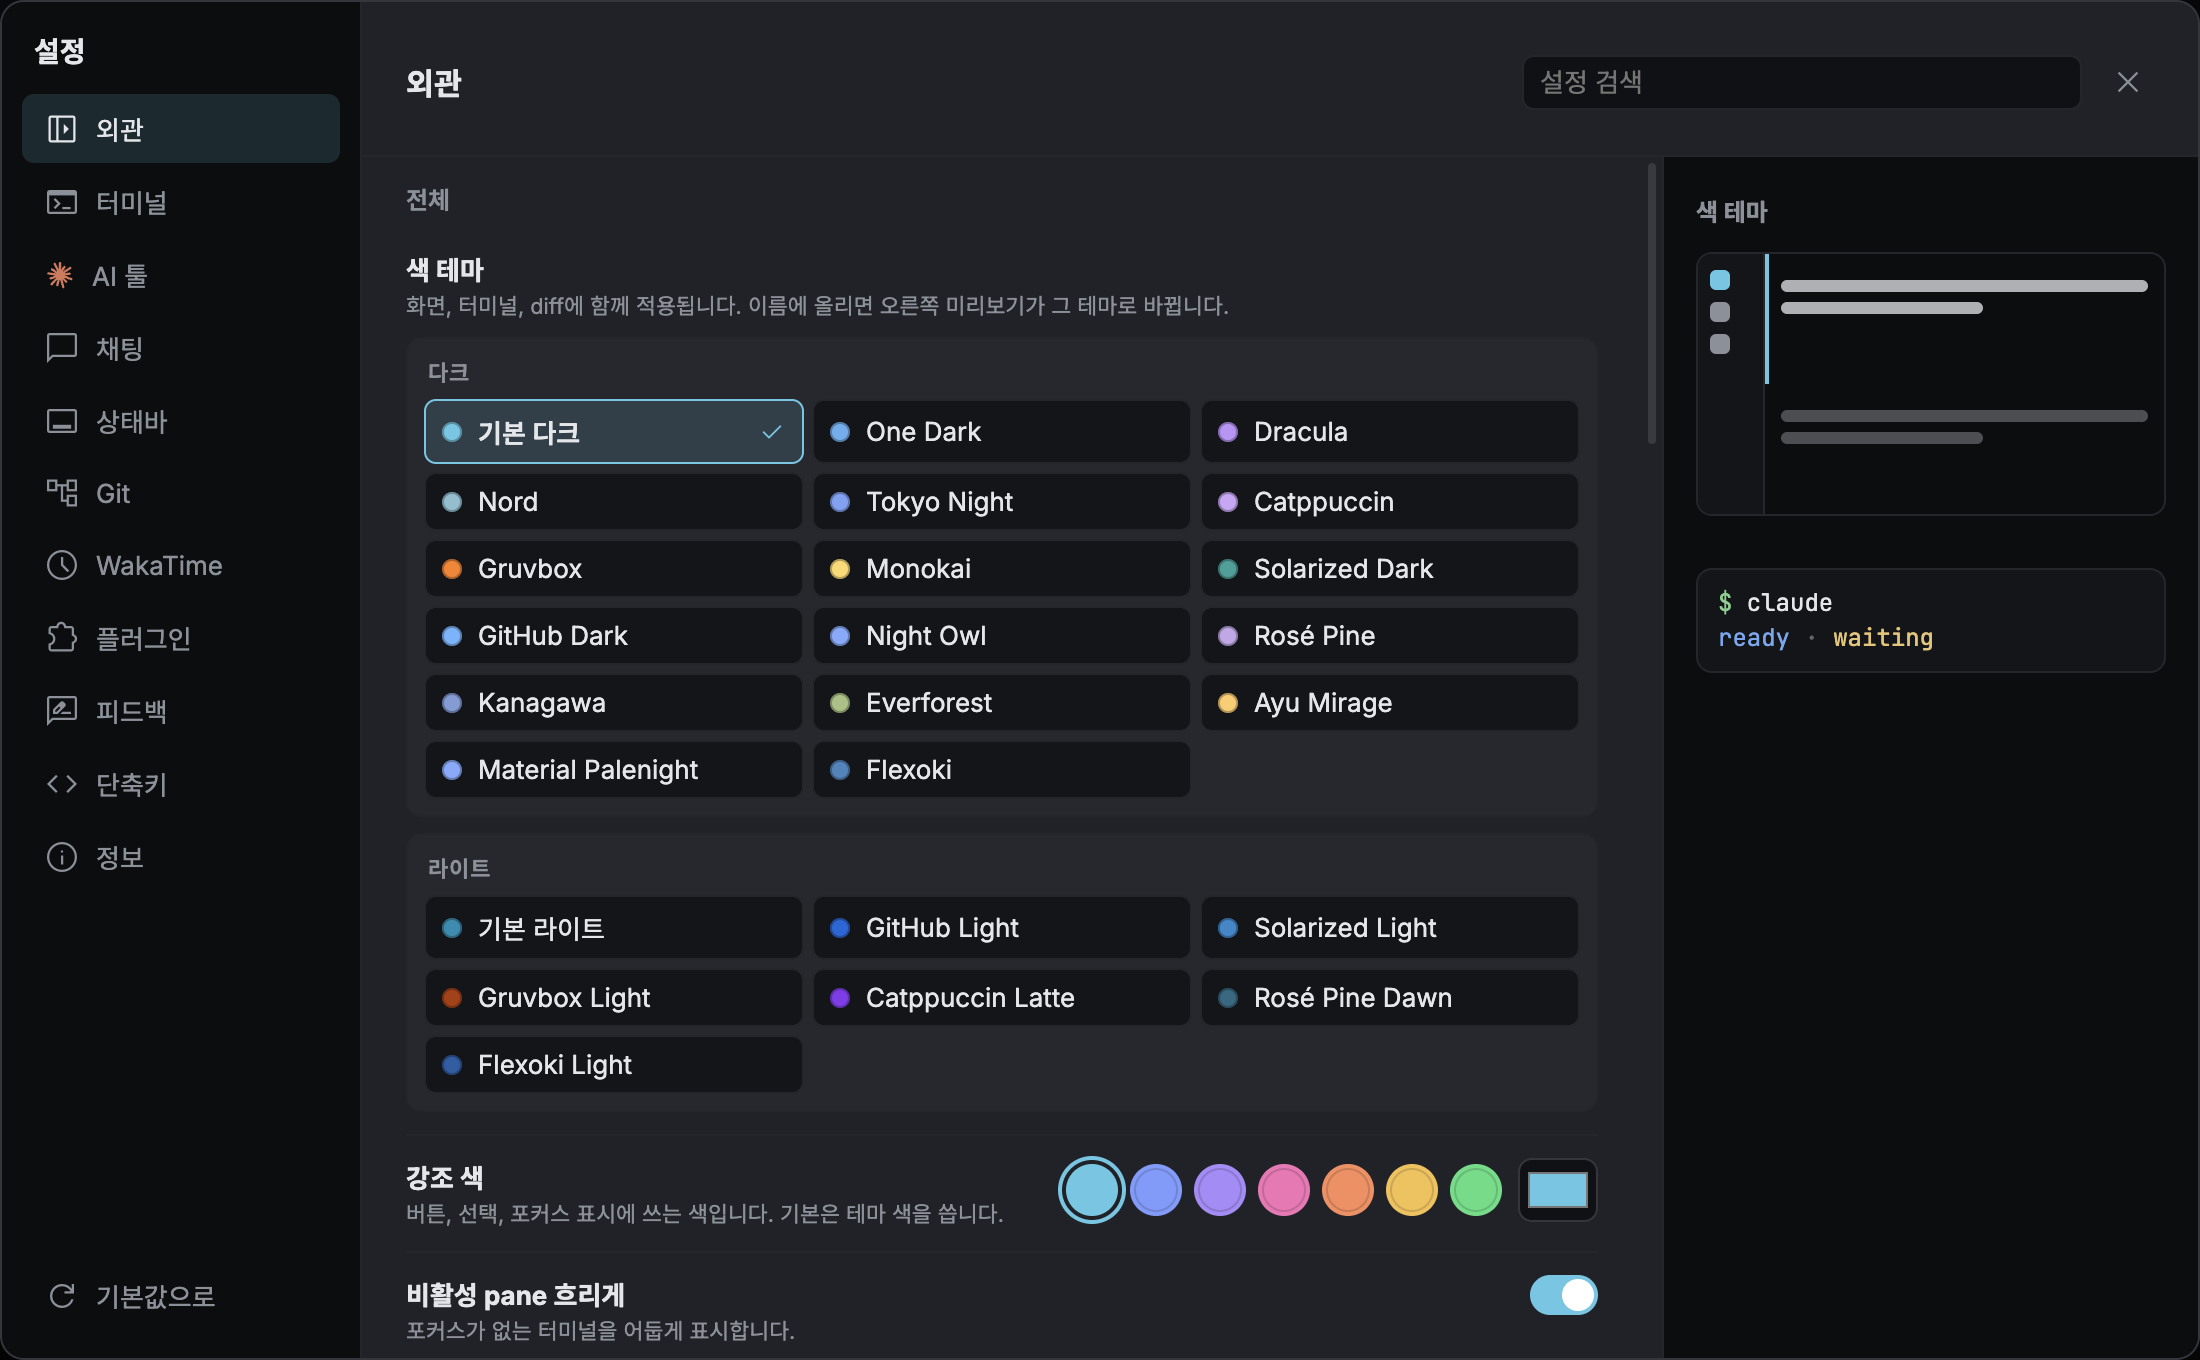 설정
외관
터미널
AI 툴
채팅
상태바
Git
WakaTime
플러그인
피드백
단축키
정보
기본값으로
외관
설정 검색
전체
색 테마
화면, 터미널, diff에 함께 적용됩니다. 이름에 올리면 오른쪽 미리보기가 그 테마로 바뀝니다.
다크
기본 다크
One Dark
Dracula
Nord
Tokyo Night
Catppuccin
Gruvbox
Monokai
Solarized Dark
GitHub Dark
Night Owl
Rosé Pine
Kanagawa
Everforest
Ayu Mirage
Material Palenight
Flexoki
라이트
기본 라이트
GitHub Light
Solarized Light
Gruvbox Light
Catppuccin Latte
Rosé Pine Dawn
Flexoki Light
강조 색
버튼, 선택, 포커스 표시에 쓰는 색입니다. 기본은 테마 색을 씁니다.
비활성 pane 흐리게
포커스가 없는 터미널을 어둡게 표시합니다.
색 테마
$ claude
ready · waiting